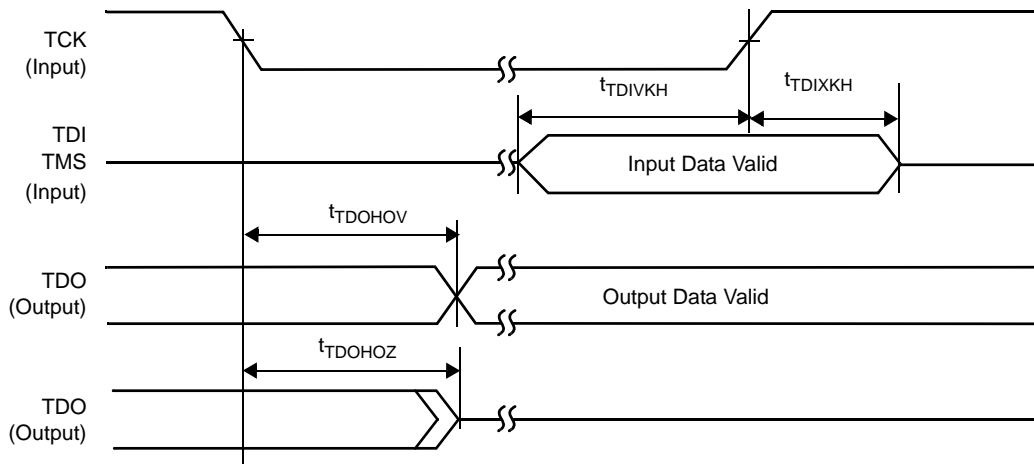 TCK
(Input)
tTDIVKH
tTDIXKH
TDI
TMS
(Input)
Input Data Valid
tTDOHOV
TDO
(Output)
Output Data Valid
tTDOHOZ
TDO
(Output)